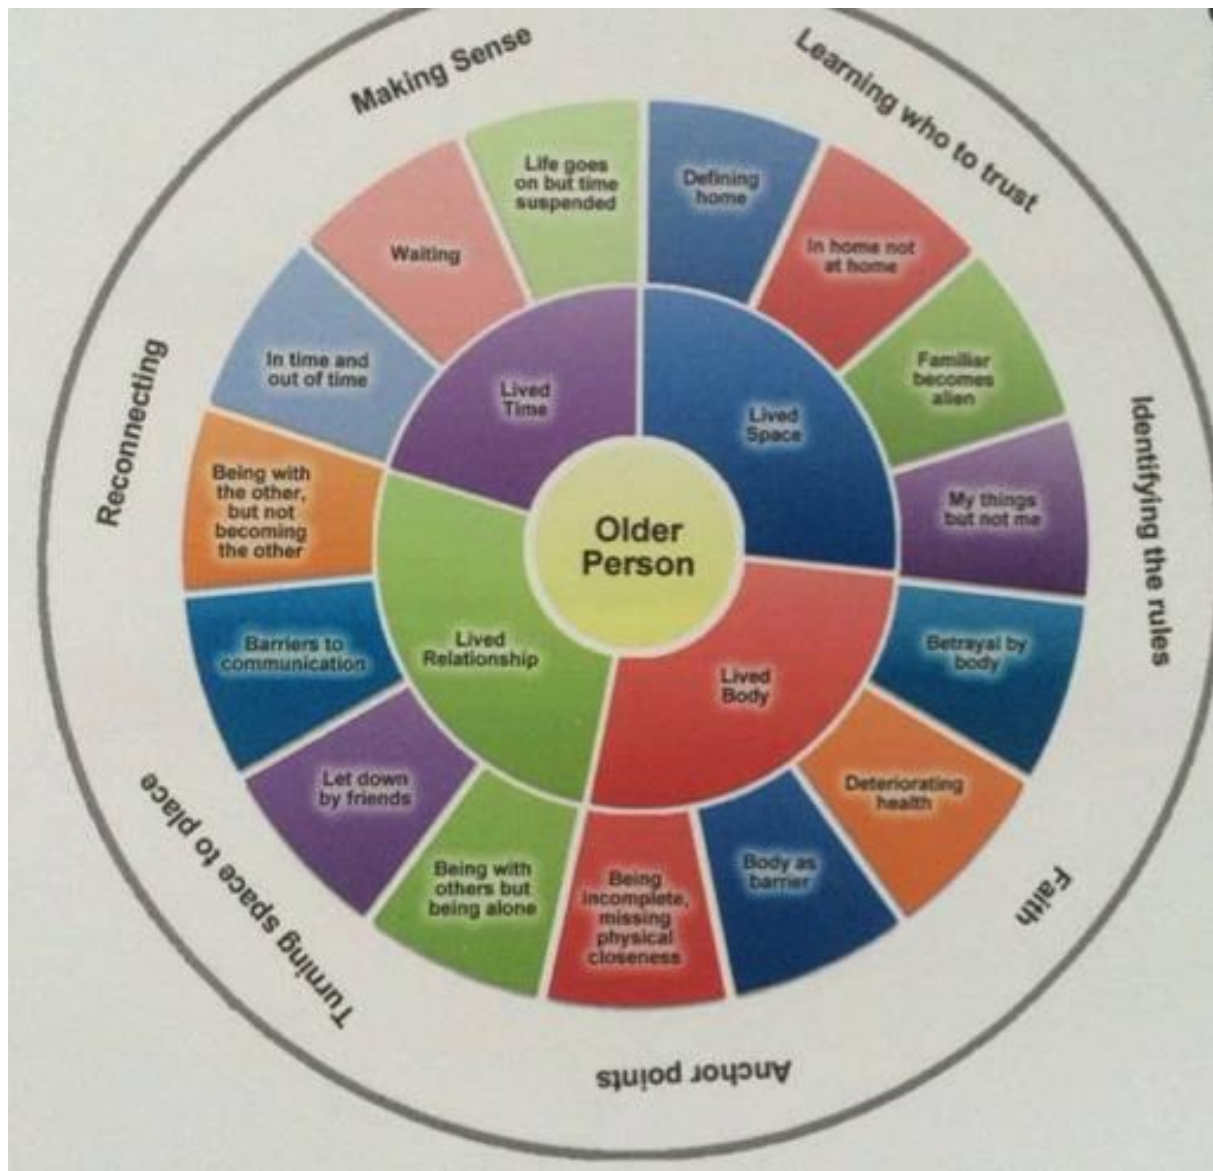 Making Sense
Learning who to trust
Identifying the rules
Faith
Anchor points
Turning space to place
Reconnecting
Life goes
on but time
suspended
Defining
home
In home not
at home
Familiar
becomes
alien
My things
but not me
Betrayal by
body
Deteriorating
health
Body as
barrier
Being
incomplete,
missing
physical
closeness
Being with
others but
being alone
Let down
by friends
Barriers to
communication
Being with
the other,
but not
becoming
the other
In time and
out of time
Waiting
Lived
Time
Lived
Space
Lived
Body
Lived
Relationship
Older
Person